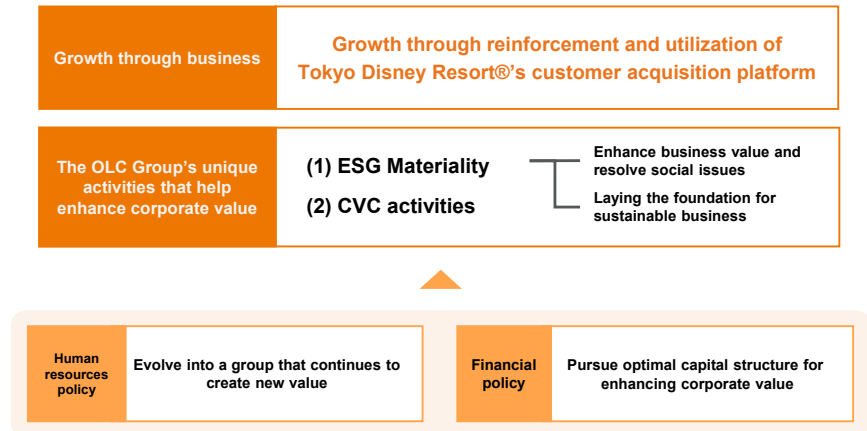 Growth through business
Growth through reinforcement and utilization of
Tokyo Disney Resort®’s customer acquisition platform
The OLC Group’s unique
activities that help
enhance corporate value
(1) ESG Materiality
(2) CVC activities
Enhance business value and
resolve social issues
Laying the foundation for
sustainable business
Human
resources
policy
Evolve into a group that continues to
create new value
Financial
policy
Pursue optimal capital structure for
enhancing corporate value